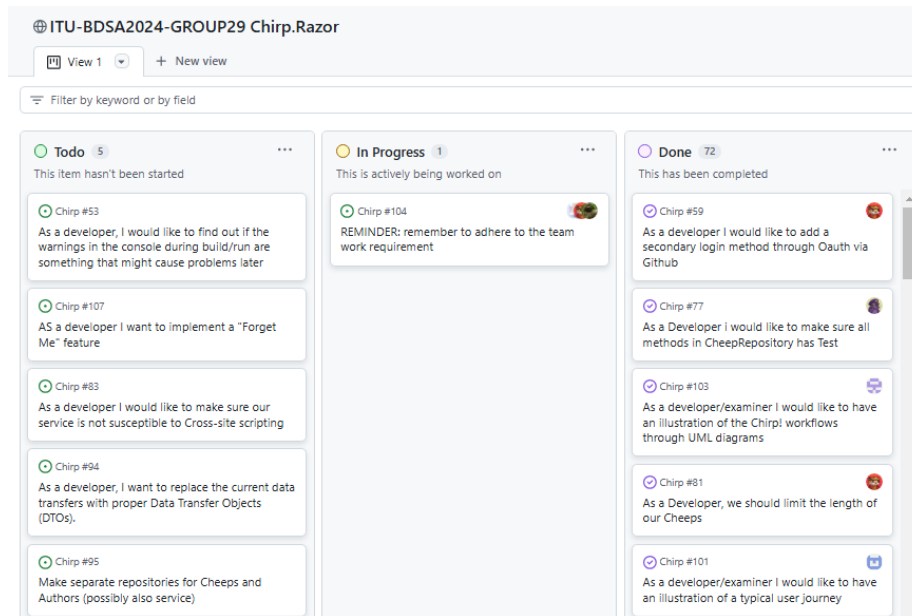 ITU-BDSA2024-GROUP29 Chirp.Razor
View 1
+ New view
Filter by keyword or by field
Todo 5 ...
This item hasn't been started
Chirp #53
As a developer, I would like to find out if the
warnings in the console during build/run are
something that might cause problems later
Chirp #107
AS a developer I want to implement a "Forget
Me" feature
Chirp #83
As a developer I would like to make sure our
service is not susceptible to Cross-site scripting
Chirp #94
As a developer, I want to replace the current data
transfers with proper Data Transfer Objects
(DTOs).
Chirp #95
Make separate repositories for Cheeps and
Authors (possibly also service)
In Progress 1 ...
This is actively being worked on
Chirp #104
REMINDER: remember to adhere to the team
work requirement
Done 72 ...
This has been completed
Chirp #59
As a developer I would like to add a
secondary login method through Oauth via
Github
Chirp #77
As a Developer i would like to make sure all
methods in CheepRepository has Test
Chirp #103
As a developer/examiner I would like to have
an illustration of the Chirp! workflows
through UML diagrams
Chirp #81
As a Developer, we should limit the length of
our Cheeps
Chirp #101
As a developer/examiner I would like to have
an illustration of a typical user journey